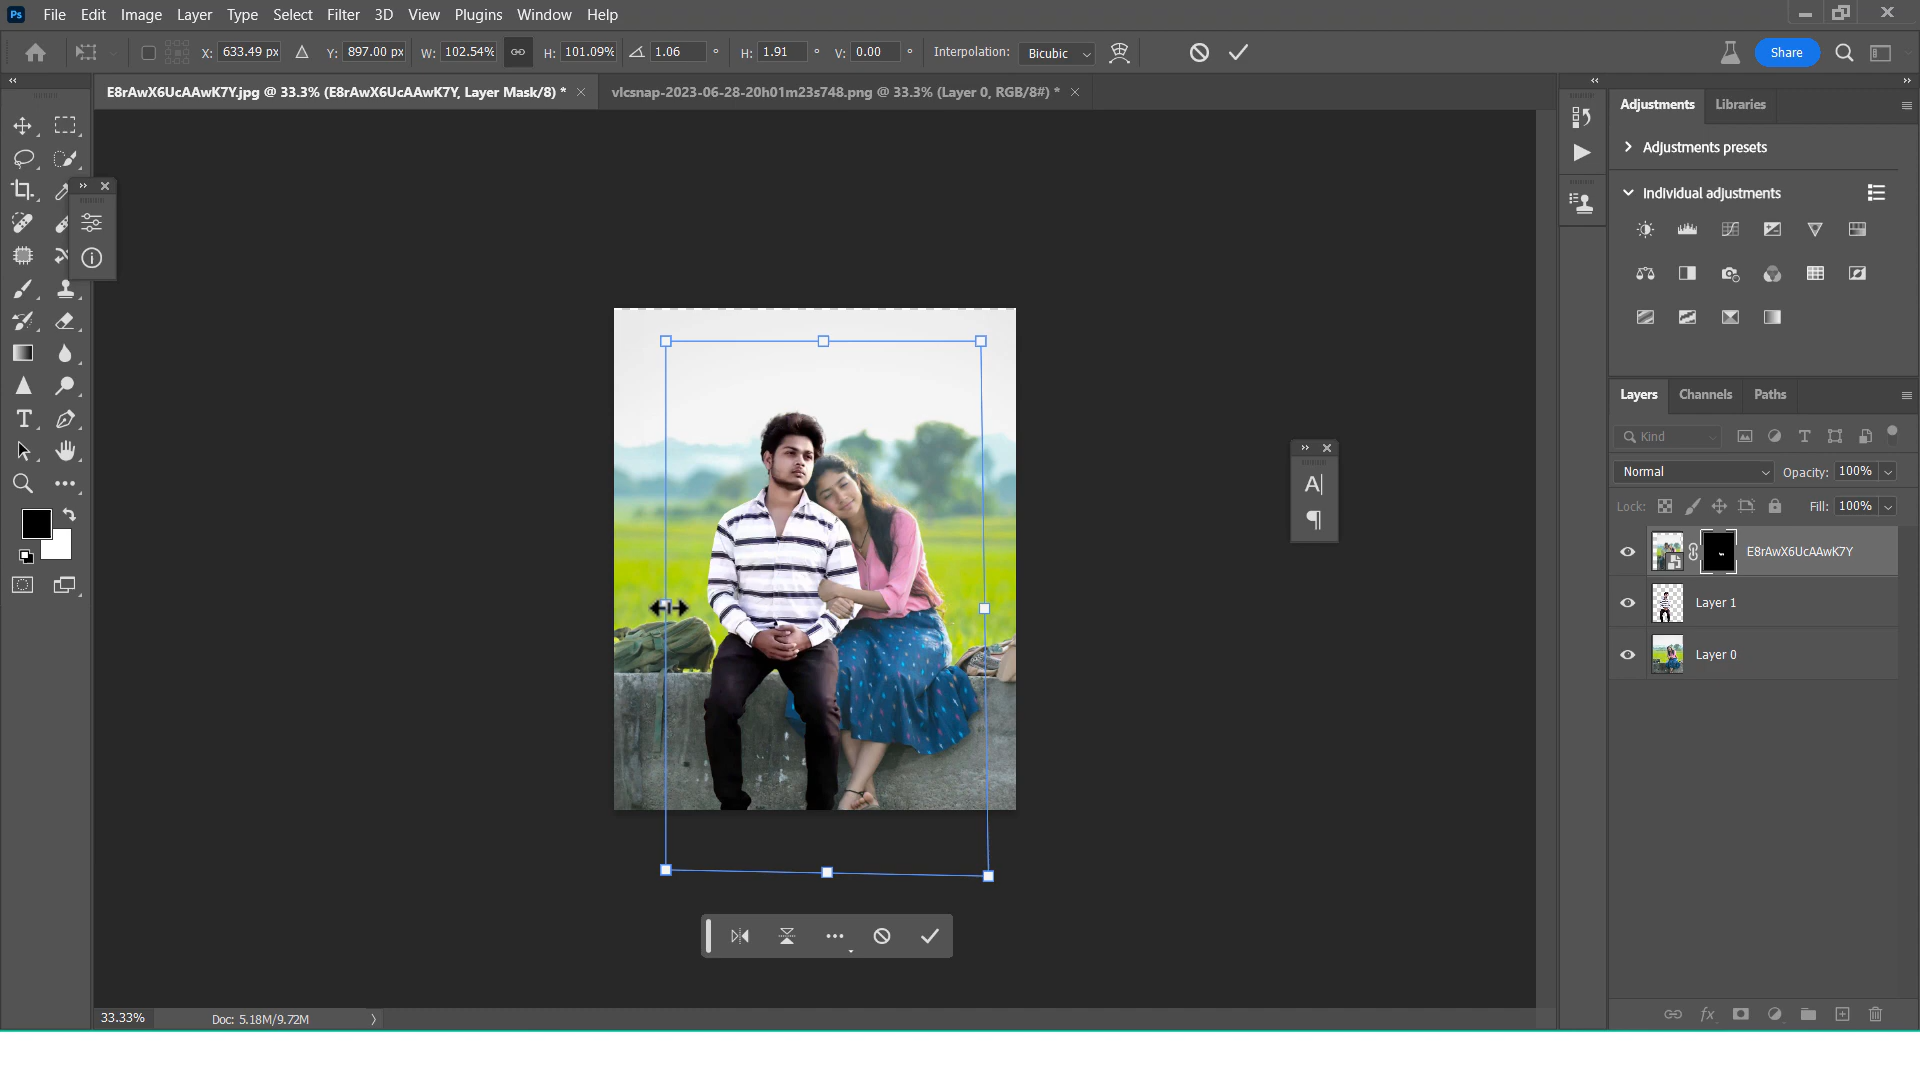 Ps File Edit Image Layer Type Select Filter 3D View Plugins Window Help
X: 633.49 px Y: 897.00 px W: 102.54% H: 101.09% 1.06 ° H: 1.91 ° V: 0.00 ° Interpolation: Bicubic Share
E8rAwX6UcAAwK7Y.jpg @ 33.3% (E8rAwX6UcAAwK7Y, Layer Mask/8) * vlcsnap-2023-06-28-20h01m23s748.png @ 33.3% (Layer 0, RGB/8#) *
Adjustments Libraries
Adjustments presets
Individual adjustments
Layers Channels Paths
Kind
Normal Opacity: 100%
Lock: Fill: 100%
E8rAwX6UcAAwK7Y
Layer 1
Layer 0
33.33% Doc: 5.18M/9.72M